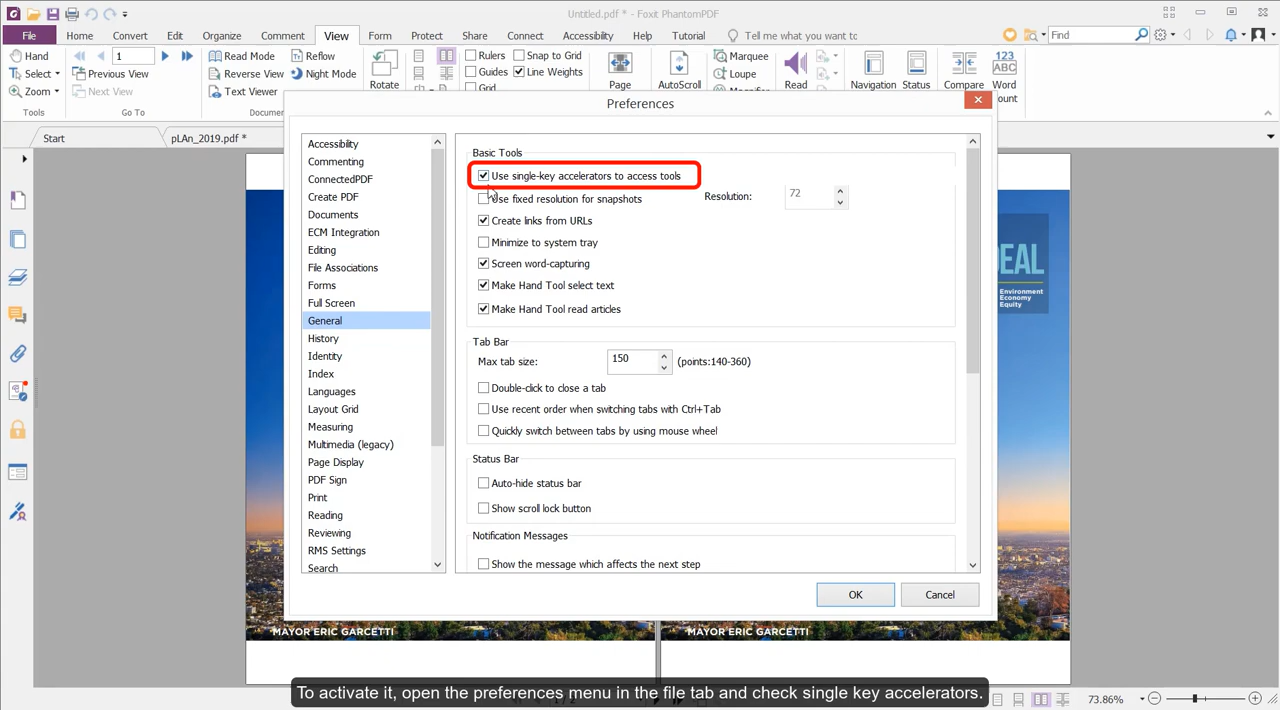 Untitled.pdf * - Foxit PhantomPDF
File Home Convert Edit Organize Comment View Form Protect Share Connect Accessibility Help Tutorial Tell me what you want to do Find
Hand 1 Read Mode Reflow Rulers Snap to Grid Marquee 123
Select Previous View Reverse View Night Mode Guides Line Weights Loupe ABC
Zoom Next View Text Viewer Rotate Grid Page AutoScroll Magnifier Read Navigation Status Compare Word
Tools Go To Count
Preferences
Start pLAn_2019.pdf *
Accessibility
Commenting
ConnectedPDF
Create PDF
Documents
ECM Integration
Editing
File Associations
Forms
Full Screen
General
History
Identity
Index
Languages
Layout Grid
Measuring
Multimedia (legacy)
Page Display
PDF Sign
Print
Reading
Reviewing
RMS Settings
Search
Basic Tools
Use single-key accelerators to access tools
Use fixed resolution for snapshots Resolution: 72
Create links from URLs
Minimize to system tray
Screen word-capturing
Make Hand Tool select text
Make Hand Tool read articles
Tab Bar
Max tab size: 150 (points:140-360)
Double-click to close a tab
Use recent order when switching tabs with Ctrl+Tab
Quickly switch between tabs by using mouse wheel
Status Bar
Auto-hide status bar
Show scroll lock button
Notification Messages
Show the message which affects the next step
OK Cancel
EAL
Environment
Economy
Equity
MAYOR ERIC GARCETTI MAYOR ERIC GARCETTI
To activate it, open the preferences menu in the file tab and check single key accelerators.
73.86%